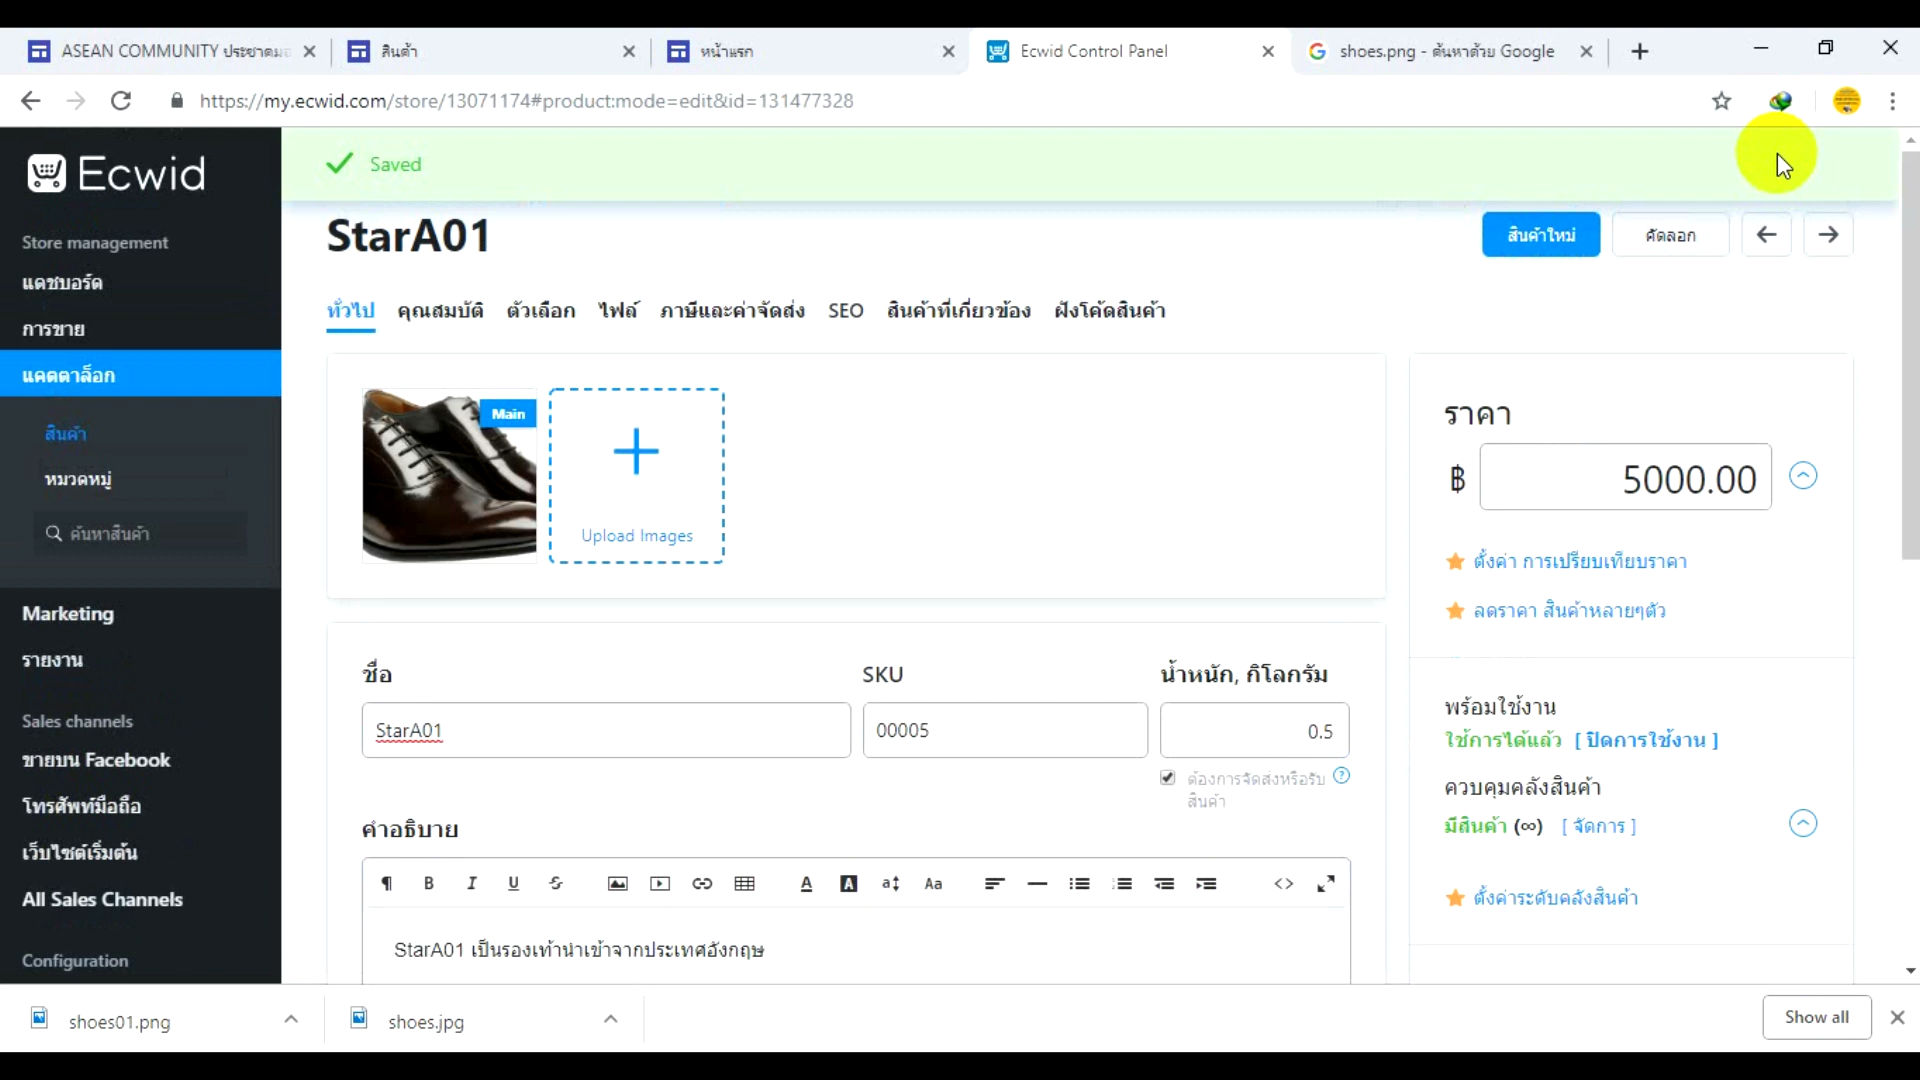 ASEAN COMMUNITY ประชาคมอ
สินค้า
หน้าแรก
Ecwid Control Panel
shoes.png - ค้นหาด้วย Google
https://my.ecwid.com/store/13071174#product:mode=edit&id=131477328
Ecwid
Saved
StarA01
สินค้าใหม่
คัดลอก
Store management
แดชบอร์ด
การขาย
แคตตาล็อก
สินค้า
หมวดหมู่
ค้นหาสินค้า
Marketing
รายงาน
Sales channels
ขายบน Facebook
โทรศัพท์มือถือ
เว็บไซต์เริ่มต้น
All Sales Channels
Configuration
ทั่วไป คุณสมบัติ ตัวเลือก ไฟล์ ภาษีและค่าจัดส่ง SEO สินค้าที่เกี่ยวข้อง ฝังโค้ดสินค้า
Main
Upload Images
ราคา
฿ 5000.00
ตั้งค่า การเปรียบเทียบราคา
ลดราคา สินค้าหลายๆตัว
ชื่อ SKU น้ำหนัก, กิโลกรัม
StarA01 00005 0.5
ต้องการจัดส่งหรือรับ
สินค้า
พร้อมใช้งาน
ใช้การได้แล้ว [ ปิดการใช้งาน ]
ควบคุมคลังสินค้า
มีสินค้า (∞) [ จัดการ ]
ตั้งค่าระดับคลังสินค้า
คำอธิบาย
StarA01 เป็นรองเท้านำเข้าจากประเทศอังกฤษ
shoes01.png
shoes.jpg
Show all